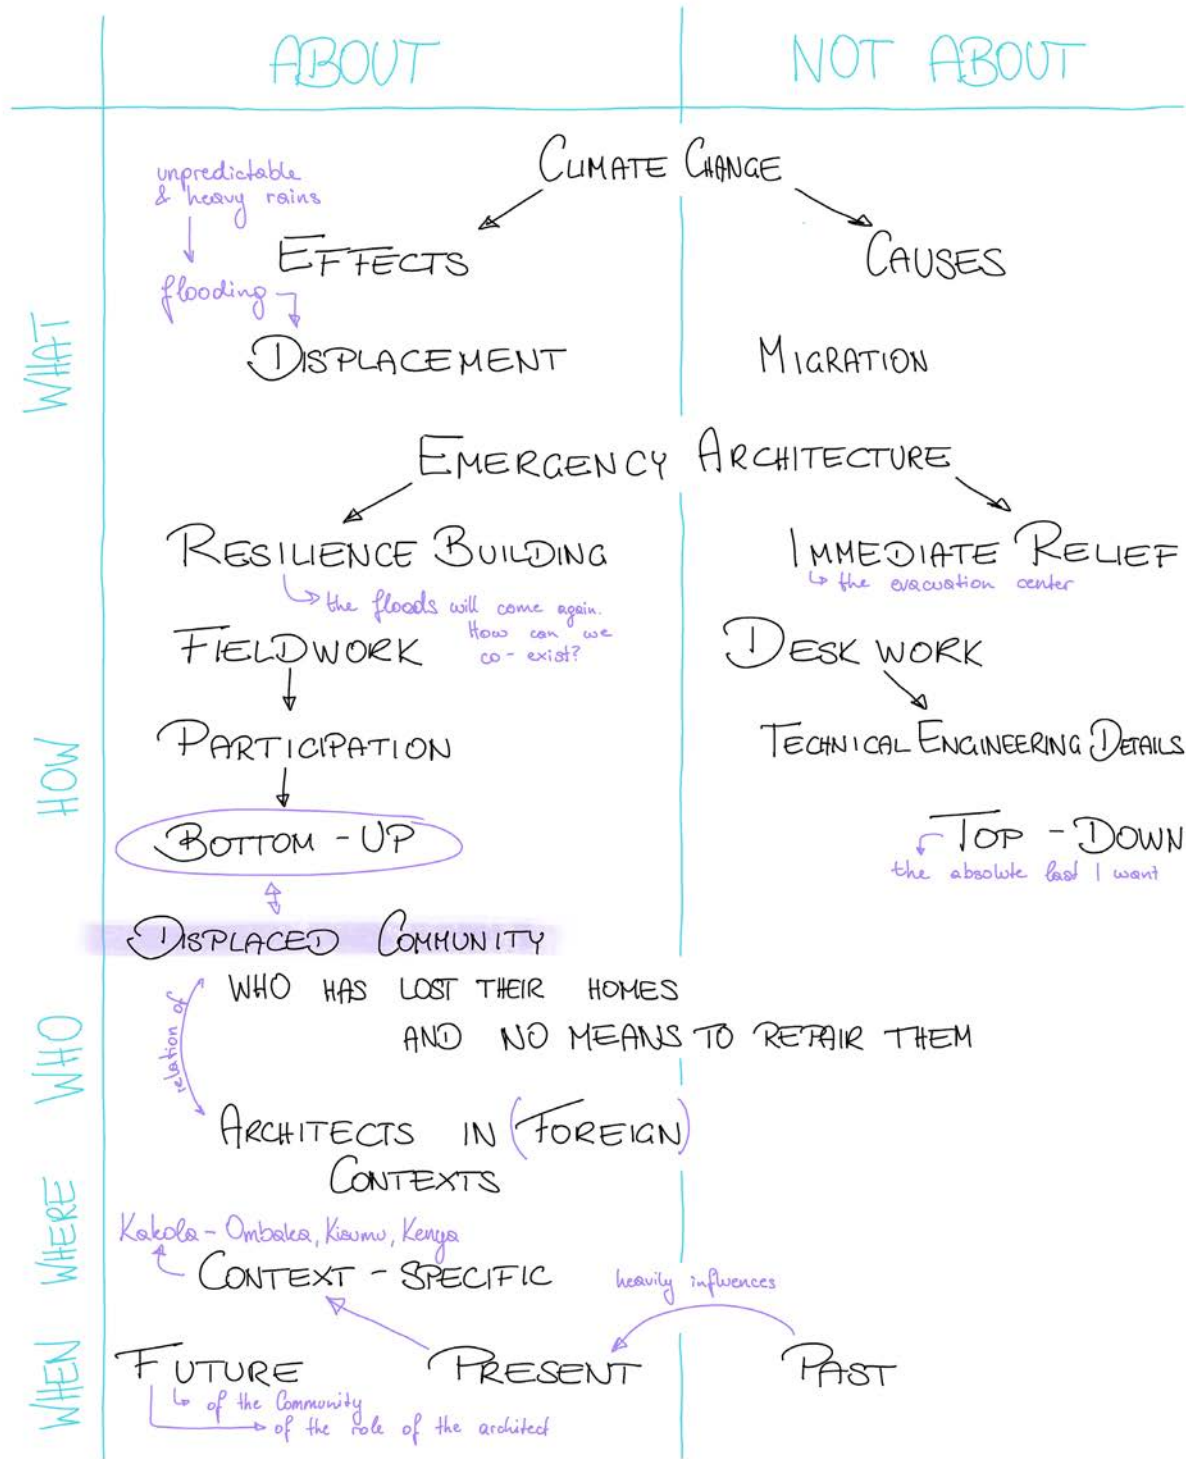 ABOUT
NOT ABOUT
WHAT
CLIMATE CHANGE
unpredictable
& heavy rains
EFFECTS
CAUSES
flooding
DISPLACEMENT
MIGRATION
EMERGENCY ARCHITECTURE
RESILIENCE BUILDING
IMMEDIATE RELIEF
the evacuation center
the floods will come again.
How can we
co-exist?
HOW
FIELDWORK
DESK WORK
PARTICIPATION
TECHNICAL ENGINEERING DETAILS
BOTTOM-UP
TOP-DOWN
the absolute last I want
WHO
DISPLACED COMMUNITY
WHO HAS LOST THEIR HOMES
AND NO MEANS TO REPAIR THEM
relation of
ARCHITECTS IN (FOREIGN)
CONTEXTS
WHERE
Kakola-Ombaka, Kisumu, Kenya
CONTEXT-SPECIFIC
heavily influences
WHEN
FUTURE
PRESENT
PAST
of the Community
of the role of the architect